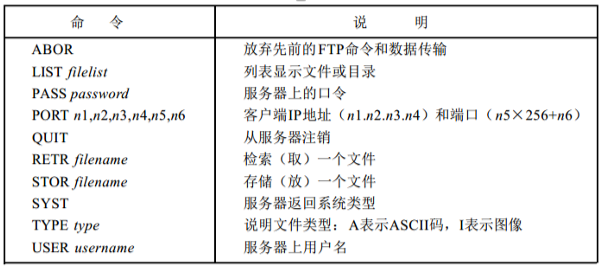 命 令 说 明
ABOR 放弃先前的FTP命令和数据传输
LIST filelist 列表显示文件或目录
PASS password 服务器上的口令
PORT n1,n2,n3,n4,n5,n6 客户端IP地址（n1.n2.n3.n4）和端口（n5×256+n6）
QUIT 从服务器注销
RETR filename 检索（取）一个文件
STOR filename 存储（放）一个文件
SYST 服务器返回系统类型
TYPE type 说明文件类型：A表示ASCII码，I表示图像
USER username 服务器上用户名